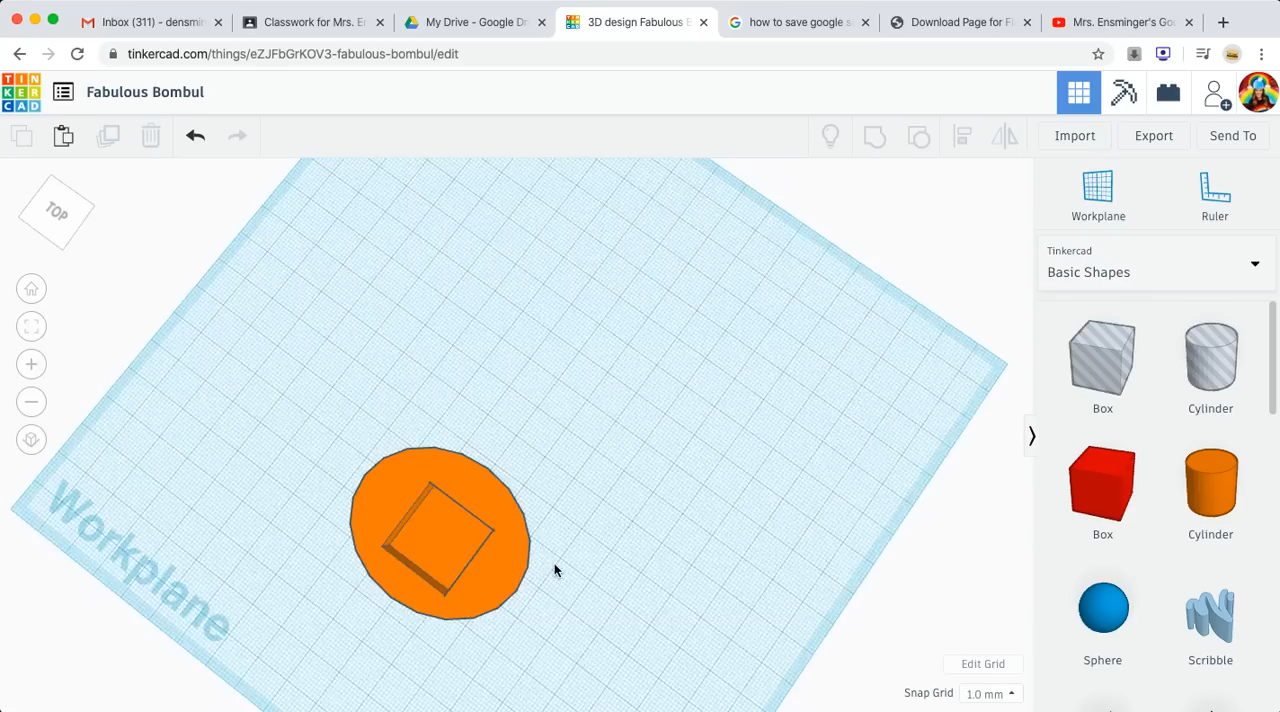 Inbox (311) - densmin
Classwork for Mrs. E
My Drive - Google Dr
3D design Fabulous B
how to save google s
Download Page for Fi
Mrs. Ensminger's Goo
tinkercad.com/things/eZJFbGrKOV3-fabulous-bombul/edit
TIN
KER
CAD
Fabulous Bombul
Import
Export
Send To
TOP
Workplane
Ruler
Tinkercad
Basic Shapes
Box
Cylinder
Box
Cylinder
Sphere
Scribble
Workplane
Edit Grid
Snap Grid
1.0 mm